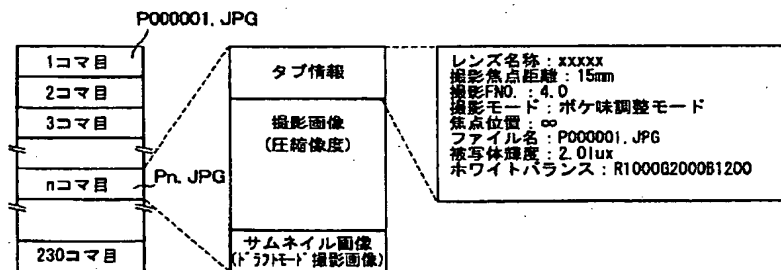 P000001.JPG
1コマ目
2コマ目
3コマ目
nコマ目
Pn.JPG
230コマ目
タブ情報
撮影画像
(圧縮像度)
サムネイル画像
(ドラフトモード撮影画像)
レンズ名称：xxxxx
撮影焦点距離：15mm
撮影FNO.：4.0
撮影モード：ボケ味調整モード
焦点位置：∞
ファイル名：P000001.JPG
被写体輝度：2.0lux
ホワイトバランス：R1000G2000B1200